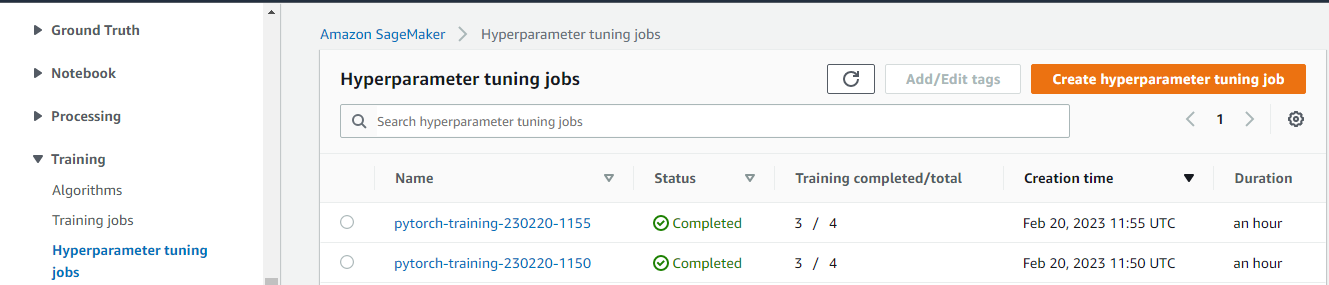 Ground Truth
Notebook
Processing
Training
Algorithms
Training jobs
Hyperparameter tuning
jobs
Amazon SageMaker > Hyperparameter tuning jobs
Hyperparameter tuning jobs
Add/Edit tags
Create hyperparameter tuning job
Search hyperparameter tuning jobs
1
Name Status Training completed/total Creation time Duration
pytorch-training-230220-1155 Completed 3 / 4 Feb 20, 2023 11:55 UTC an hour
pytorch-training-230220-1150 Completed 3 / 4 Feb 20, 2023 11:50 UTC an hour